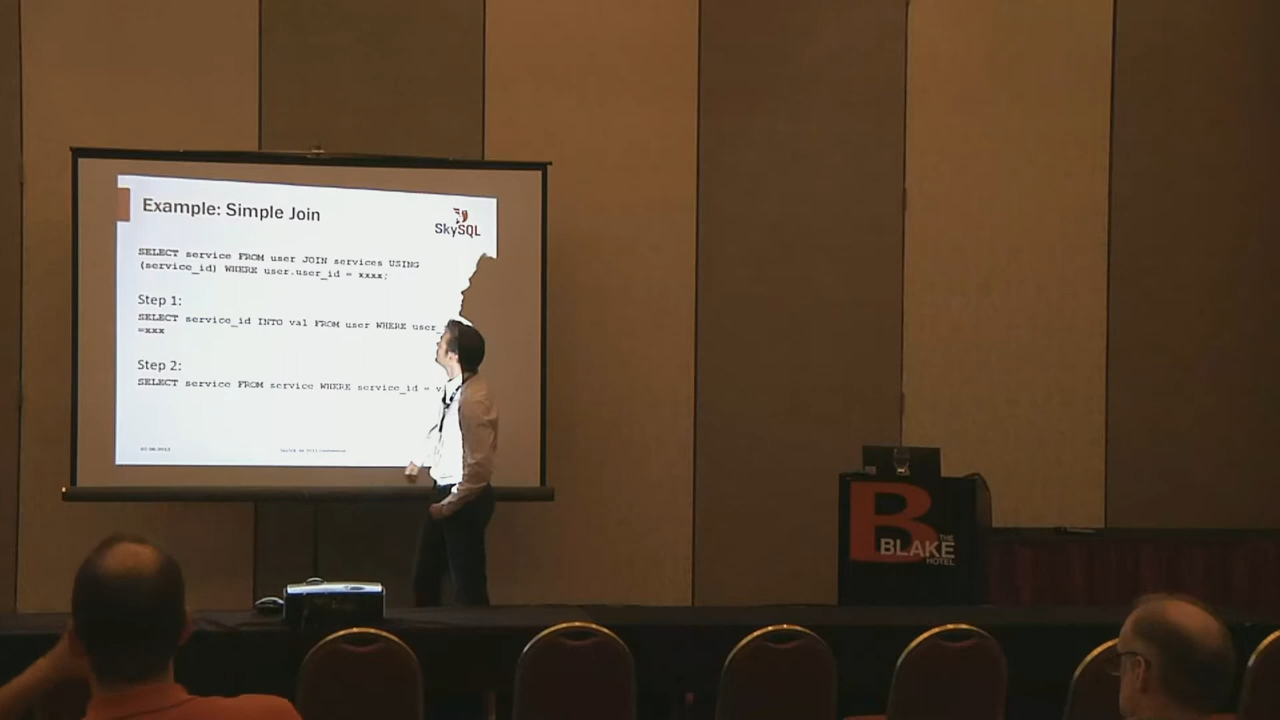 Example: Simple Join
SkySQL
SELECT service FROM user JOIN services USING
(service_id) WHERE user.user_id = xxxx;
Step 1:
SELECT service_id INTO val FROM user WHERE user_
=xxx
Step 2:
SELECT service FROM service WHERE service_id = v
B
THE
BLAKE
HOTEL